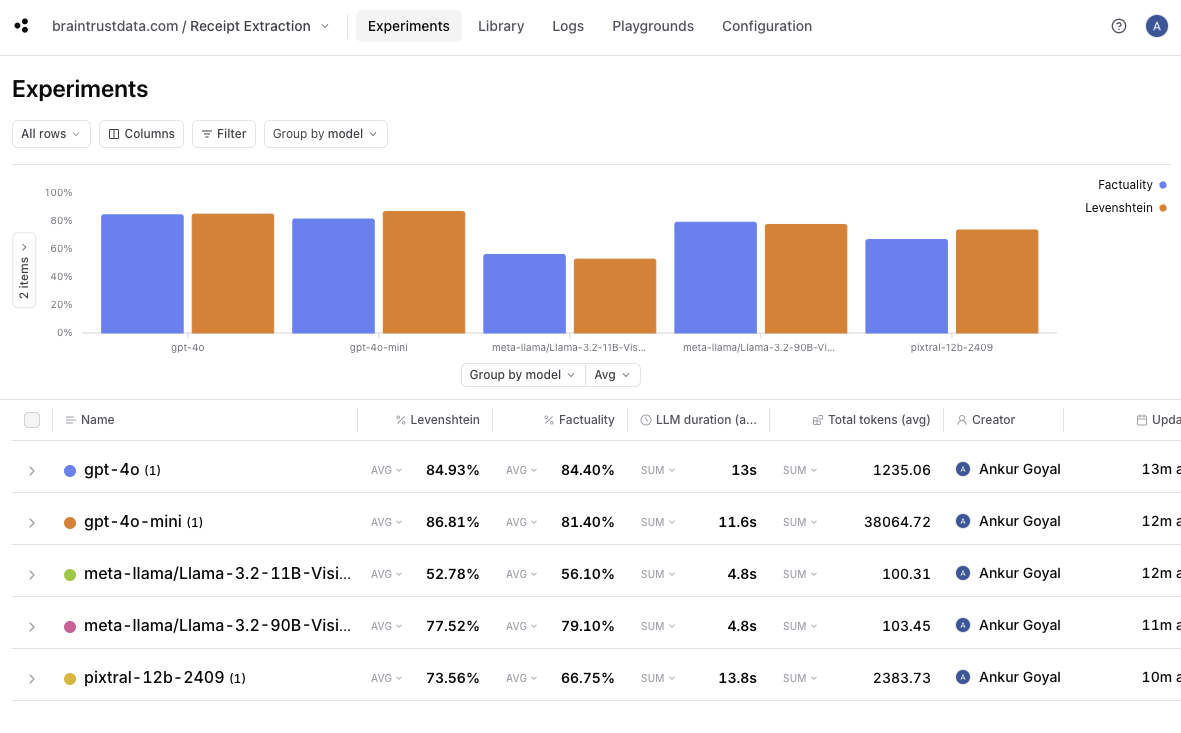 braintrustdata.com / Receipt Extraction
Experiments
Library
Logs
Playgrounds
Configuration
A
Experiments
All rows
Columns
Filter
Group by model
2 items
100%
80%
60%
40%
20%
0%
Factuality
Levenshtein
gpt-4o
gpt-4o-mini
meta-llama/Llama-3.2-11B-Vis...
meta-llama/Llama-3.2-90B-Vi...
pixtral-12b-2409
Group by model Avg
Name % Levenshtein % Factuality LLM duration (a... Total tokens (avg) Creator Upda
gpt-4o (1) AVG 84.93% AVG 84.40% SUM 13s SUM 1235.06 A Ankur Goyal 13m a
gpt-4o-mini (1) AVG 86.81% AVG 81.40% SUM 11.6s SUM 38064.72 A Ankur Goyal 12m a
meta-llama/Llama-3.2-11B-Visi... AVG 52.78% AVG 56.10% SUM 4.8s SUM 100.31 A Ankur Goyal 12m a
meta-llama/Llama-3.2-90B-Visi... AVG 77.52% AVG 79.10% SUM 4.8s SUM 103.45 A Ankur Goyal 11m a
pixtral-12b-2409 (1) AVG 73.56% AVG 66.75% SUM 13.8s SUM 2383.73 A Ankur Goyal 10m a